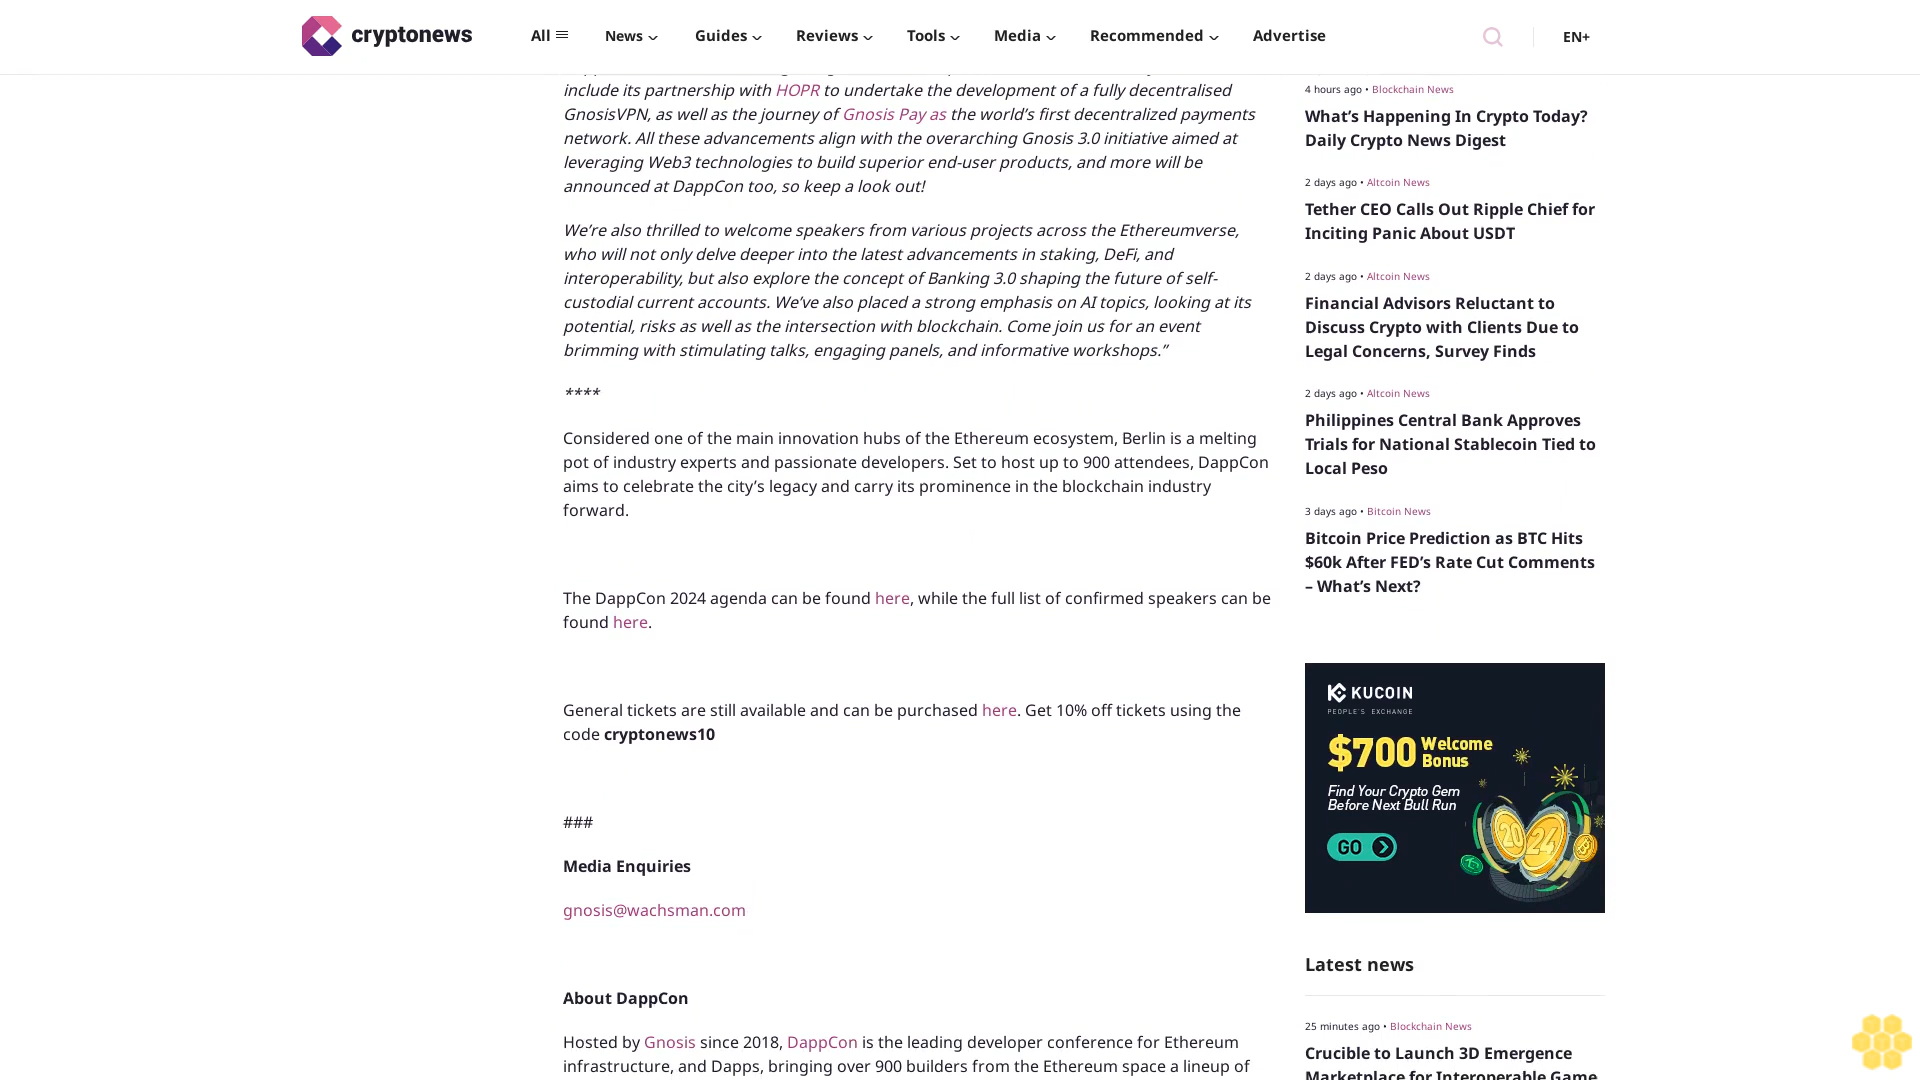 cryptonews
All
News
Guides
Reviews
Tools
Media
Recommended
Advertise
EN+
include its partnership with HOPR to undertake the development of a fully decentralised
GnosisVPN, as well as the journey of Gnosis Pay as the world’s first decentralized payments
network. All these advancements align with the overarching Gnosis 3.0 initiative aimed at
leveraging Web3 technologies to build superior end-user products, and more will be
announced at DappCon too, so keep a look out!
We’re also thrilled to welcome speakers from various projects across the Ethereumverse,
who will not only delve deeper into the latest advancements in staking, DeFi, and
interoperability, but also explore the concept of Banking 3.0 shaping the future of self-
custodial current accounts. We’ve also placed a strong emphasis on AI topics, looking at its
potential, risks as well as the intersection with blockchain. Come join us for an event
brimming with stimulating talks, engaging panels, and informative workshops.”
****
Considered one of the main innovation hubs of the Ethereum ecosystem, Berlin is a melting
pot of industry experts and passionate developers. Set to host up to 900 attendees, DappCon
aims to celebrate the city’s legacy and carry its prominence in the blockchain industry
forward.
The DappCon 2024 agenda can be found here, while the full list of confirmed speakers can be
found here.
General tickets are still available and can be purchased here. Get 10% off tickets using the
code cryptonews10
###
Media Enquiries
gnosis@wachsman.com
About DappCon
Hosted by Gnosis since 2018, DappCon is the leading developer conference for Ethereum
infrastructure, and Dapps, bringing over 900 builders from the Ethereum space a lineup of
4 hours ago • Blockchain News
What’s Happening In Crypto Today?
Daily Crypto News Digest
2 days ago • Altcoin News
Tether CEO Calls Out Ripple Chief for
Inciting Panic About USDT
2 days ago • Altcoin News
Financial Advisors Reluctant to
Discuss Crypto with Clients Due to
Legal Concerns, Survey Finds
2 days ago • Altcoin News
Philippines Central Bank Approves
Trials for National Stablecoin Tied to
Local Peso
3 days ago • Bitcoin News
Bitcoin Price Prediction as BTC Hits
$60k After FED’s Rate Cut Comments
– What’s Next?
KUCOIN
PEOPLE'S EXCHANGE
$700 Welcome
Bonus
Find Your Crypto Gem
Before Next Bull Run
GO
20
24
Latest news
25 minutes ago • Blockchain News
Crucible to Launch 3D Emergence
Marketplace for Interoperable Game